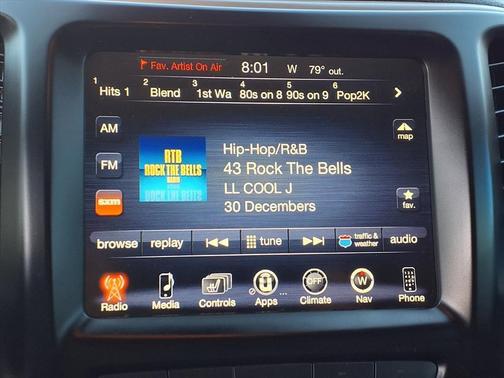 Fav. Artist On Air 8:01 W 79° out.
1 Hits 1 2 Blend 3 1st Wa 4 80s on 8 5 90s on 9 6 Pop2K
AM
map
FM
RTB
ROCK THE BELLS
RADIO
Hip-Hop/R&B
43 Rock The Bells
LL COOL J
30 Decembers
sxm
fav.
browse replay tune traffic & weather audio
OFF W
Radio Media Controls Apps ... Climate Nav Phone